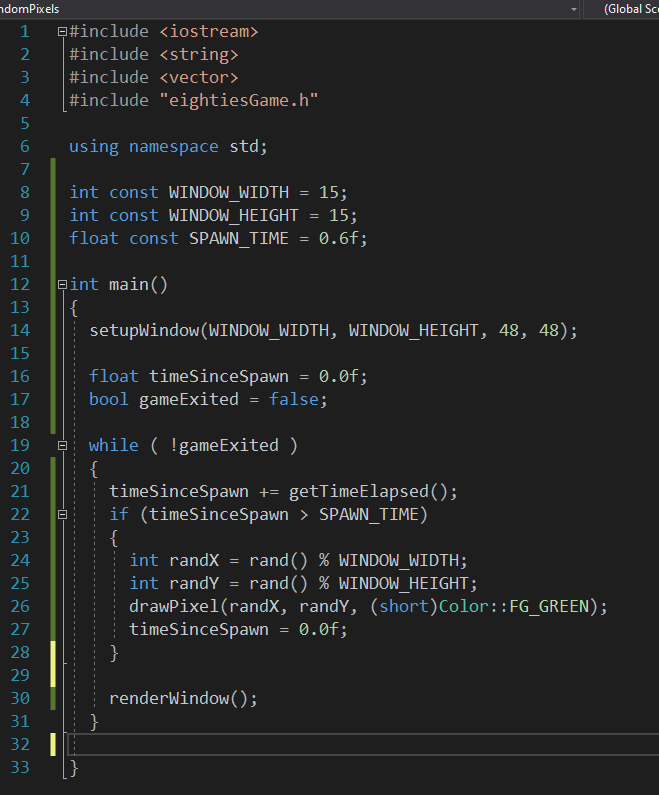 ndomPixels (Global Sc
1 #include <iostream>
2 #include <string>
3 #include <vector>
4 #include "eightiesGame.h"
5
6 using namespace std;
7
8 int const WINDOW_WIDTH = 15;
9 int const WINDOW_HEIGHT = 15;
10 float const SPAWN_TIME = 0.6f;
11
12 int main()
13 {
14 setupWindow(WINDOW_WIDTH, WINDOW_HEIGHT, 48, 48);
15
16 float timeSinceSpawn = 0.0f;
17 bool gameExited = false;
18
19 while ( !gameExited )
20 {
21 timeSinceSpawn += getTimeElapsed();
22 if (timeSinceSpawn > SPAWN_TIME)
23 {
24 int randX = rand() % WINDOW_WIDTH;
25 int randY = rand() % WINDOW_HEIGHT;
26 drawPixel(randX, randY, (short)Color::FG_GREEN);
27 timeSinceSpawn = 0.0f;
28 }
29
30 renderWindow();
31 }
32
33 }